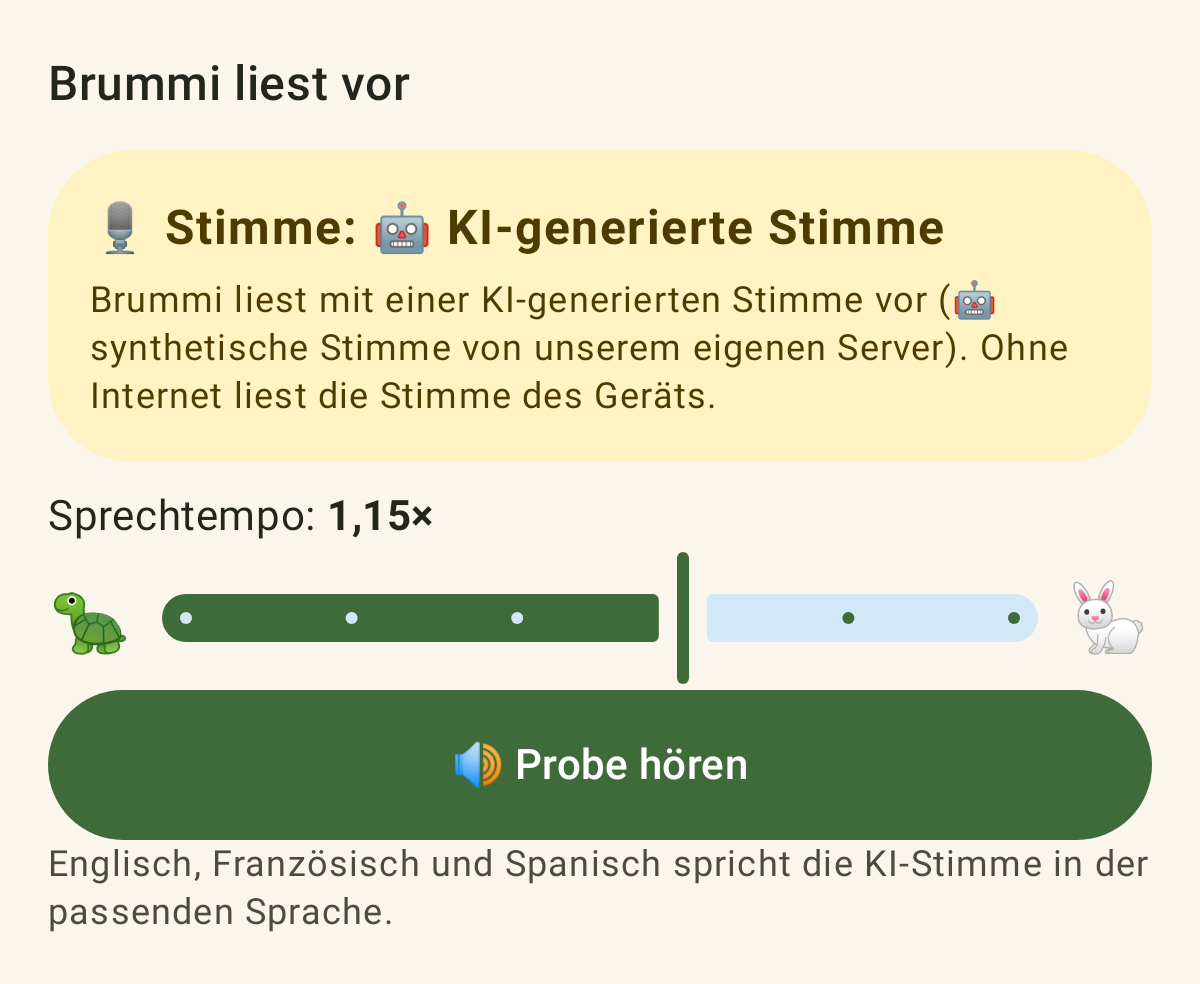 Brummi liest vor
🎙️ Stimme: 🤖 KI-generierte Stimme
Brummi liest mit einer KI-generierten Stimme vor (🤖
synthetische Stimme von unserem eigenen Server). Ohne
Internet liest die Stimme des Geräts.
Sprechtempo: 1,15×
🔊 Probe hören
Englisch, Französisch und Spanisch spricht die KI-Stimme in der
passenden Sprache.